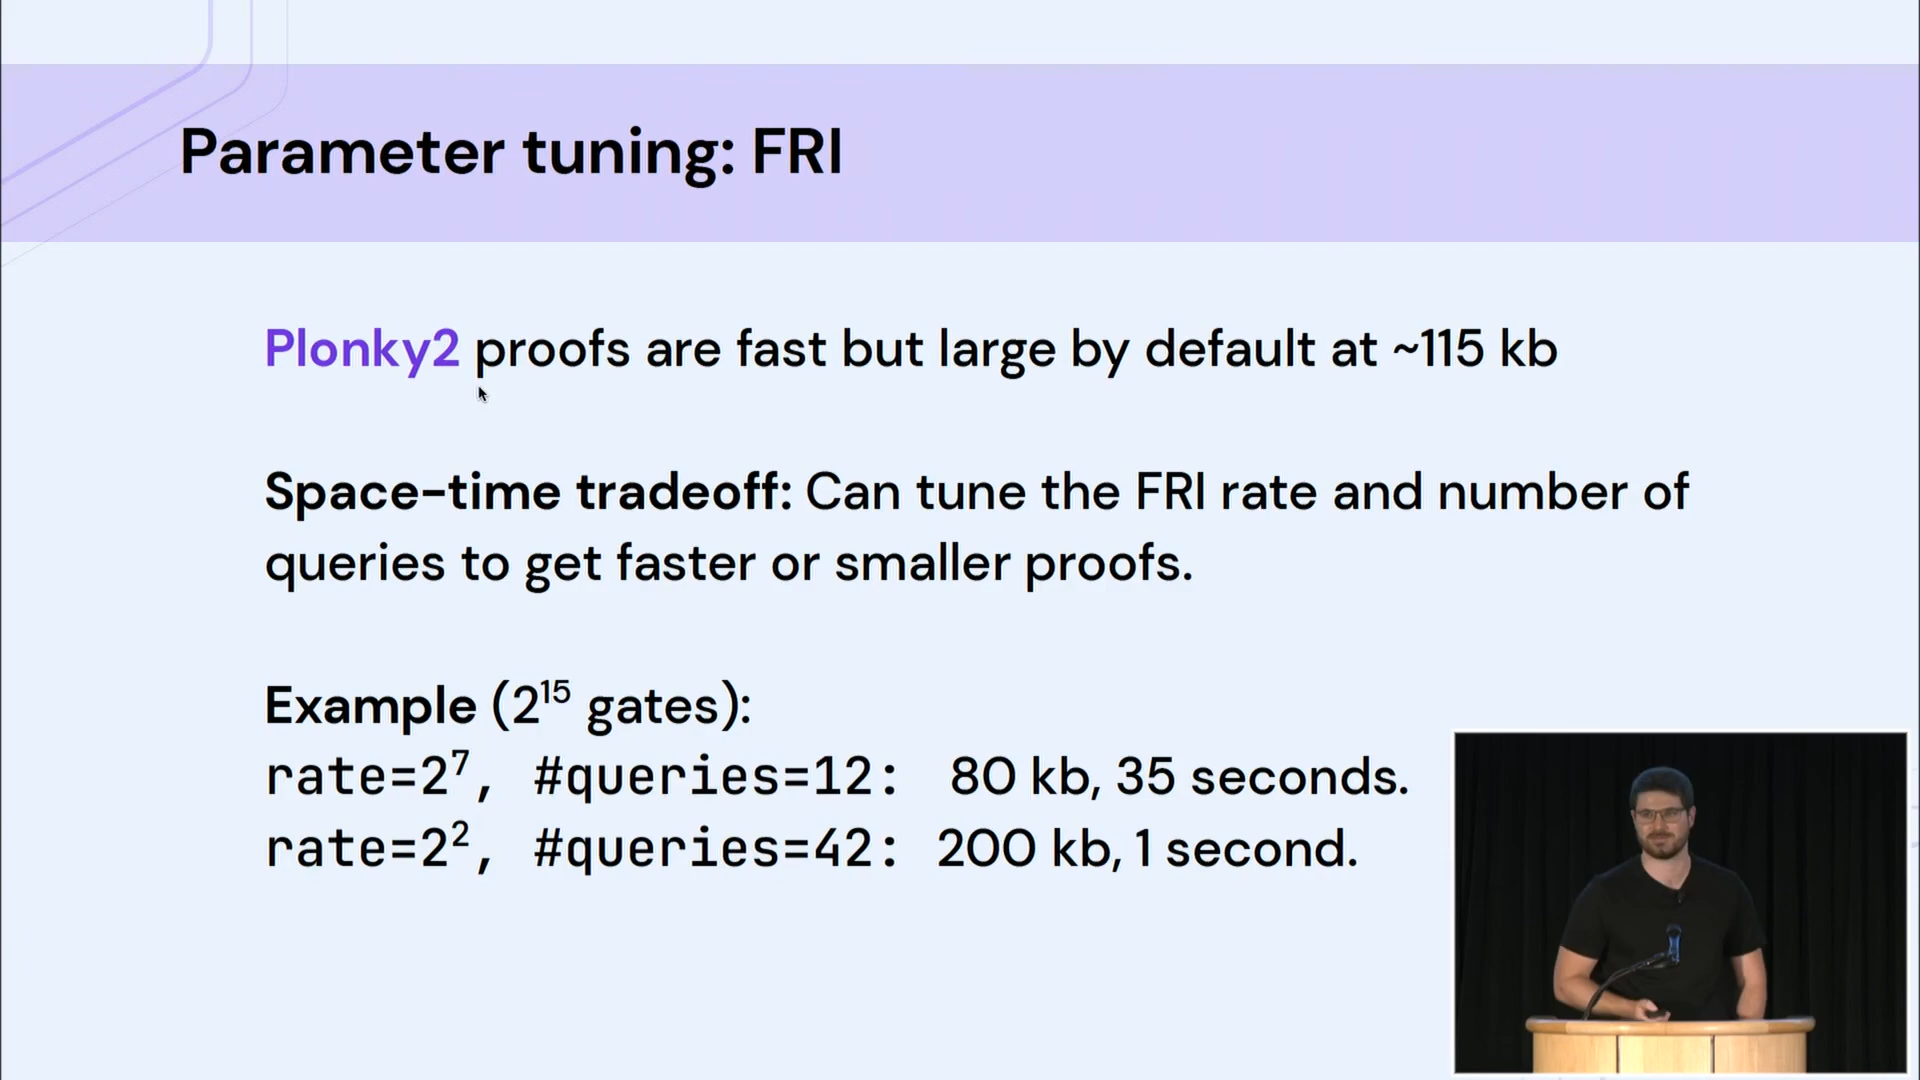 Parameter tuning: FRI
Plonky2 proofs are fast but large by default at ~115 kb
Space-time tradeoff: Can tune the FRI rate and number of
queries to get faster or smaller proofs.
Example (2¹⁵ gates):
rate=2⁷, #queries=12: 80 kb, 35 seconds.
rate=2², #queries=42: 200 kb, 1 second.